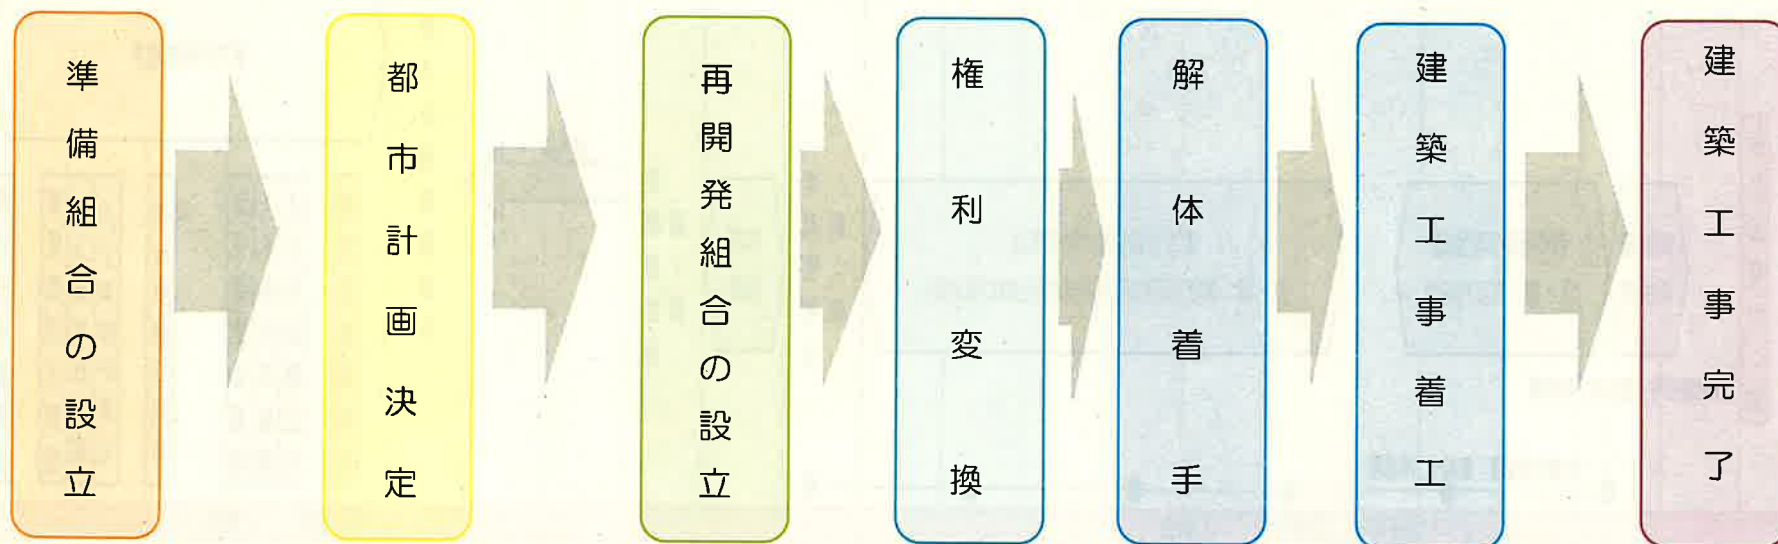 準備組合の設立
都市計画決定
再開発組合の設立
権利変換
解体着手
建築工事着工
建築工事完了